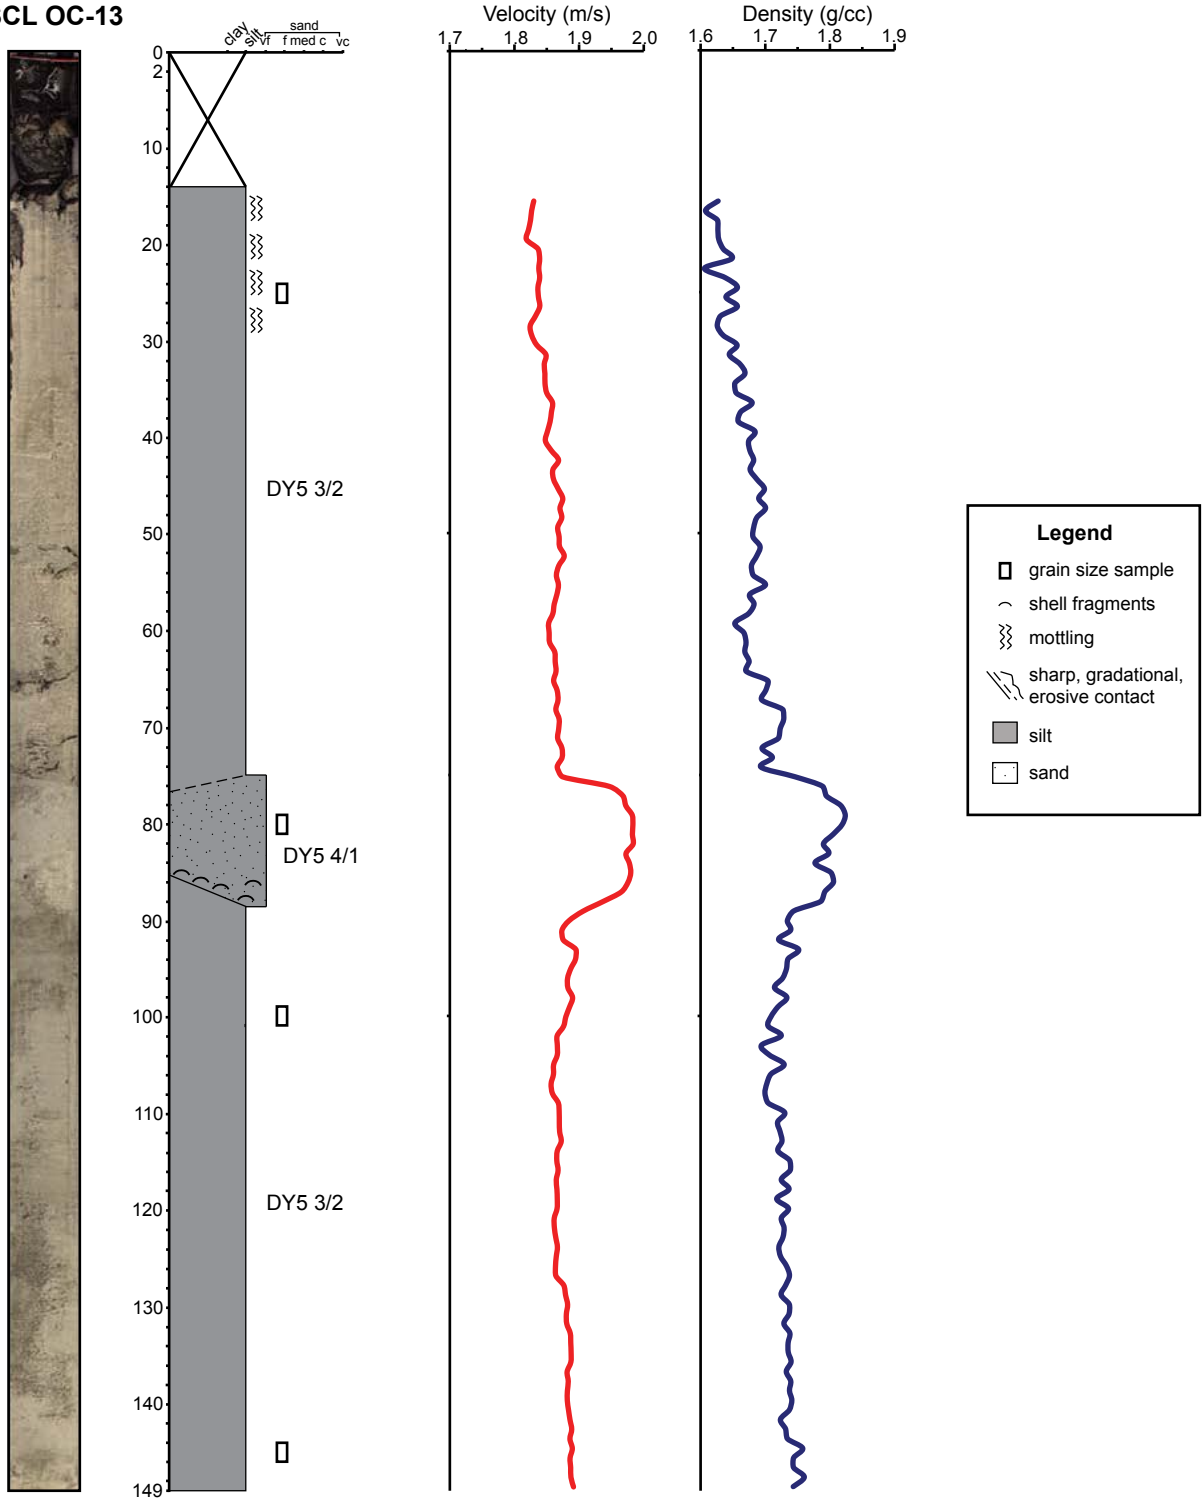 CL OC-13
clay
silt
sand
vf f med c vc
Velocity (m/s)
1.7 1.8 1.9 2.0
Density (g/cc)
1.6 1.7 1.8 1.9
0
2
10
20
30
40
DY5 3/2
50
60
70
80
DY5 4/1
90
100
110
120
DY5 3/2
130
140
149
Legend
grain size sample
shell fragments
mottling
sharp, gradational,
erosive contact
silt
sand